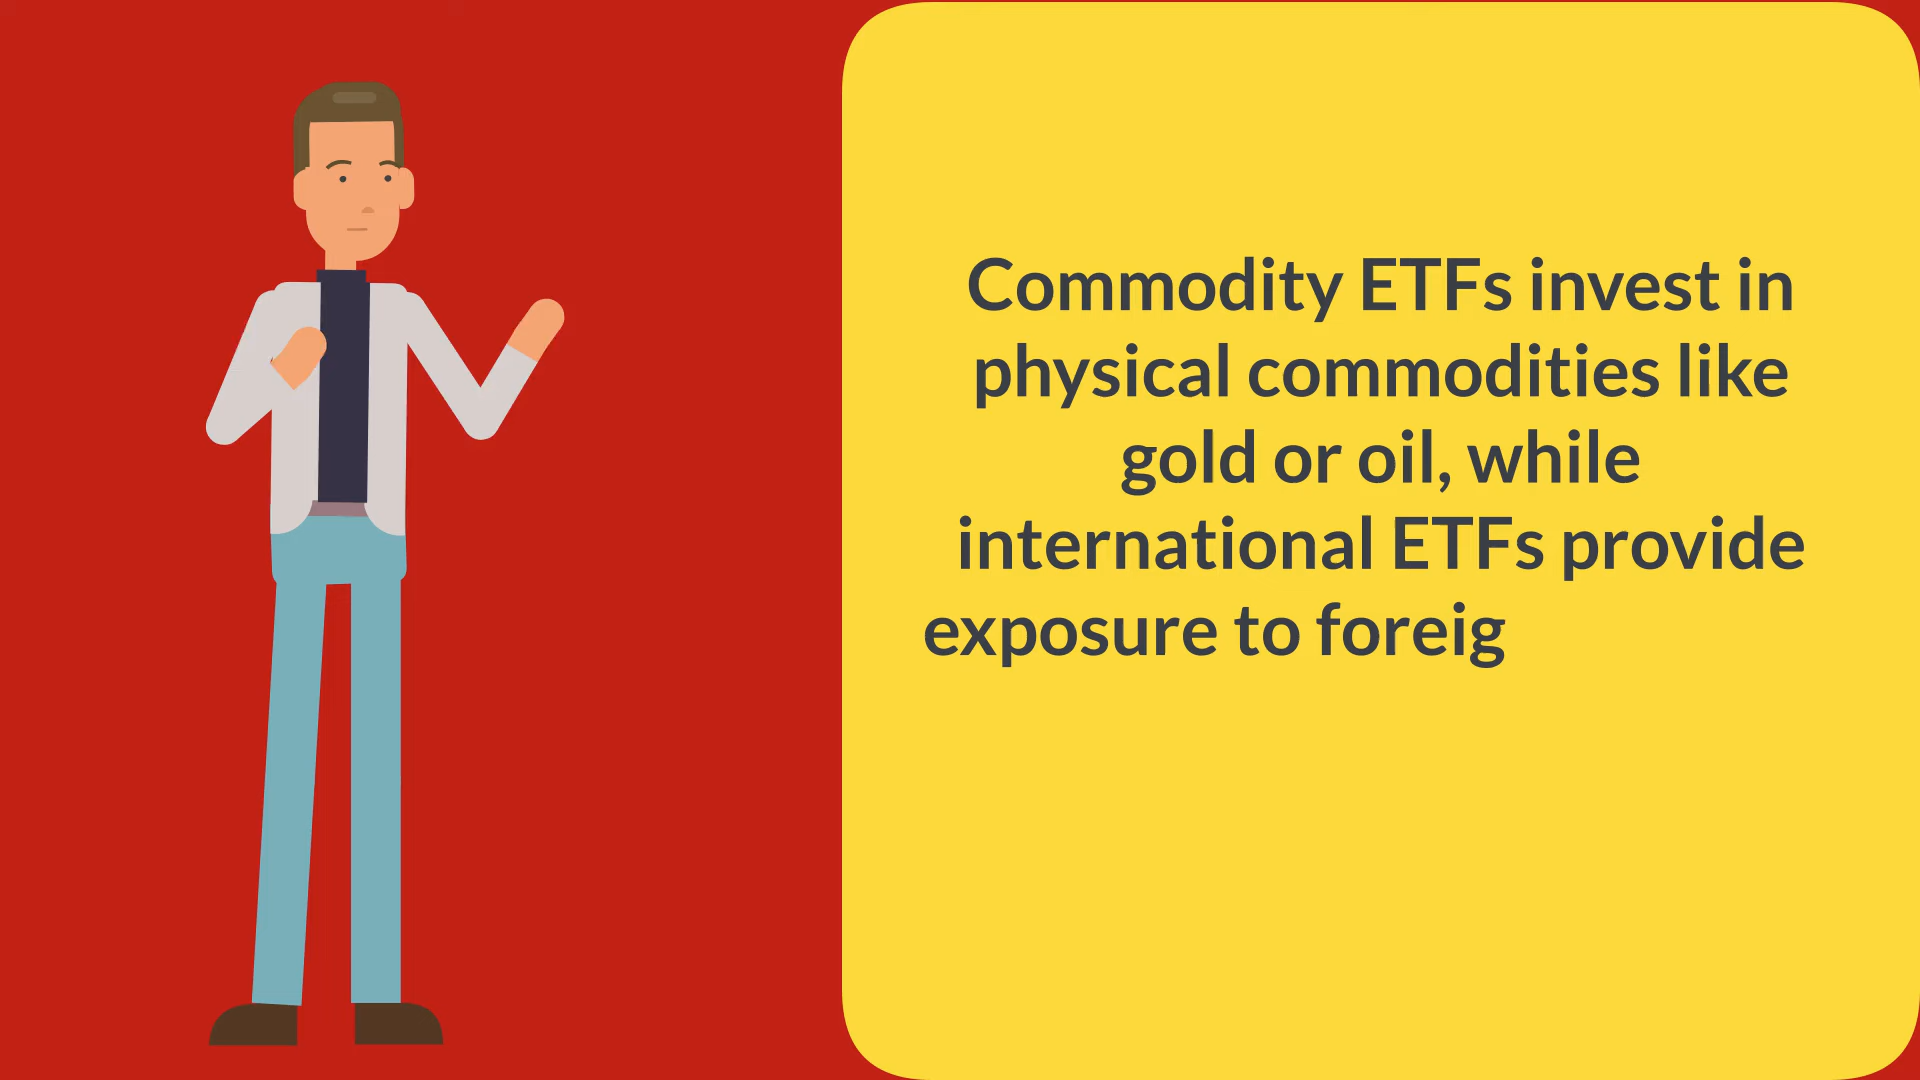 Commodity ETFs invest in
physical commodities like
gold or oil, while
international ETFs provide
exposure to foreig